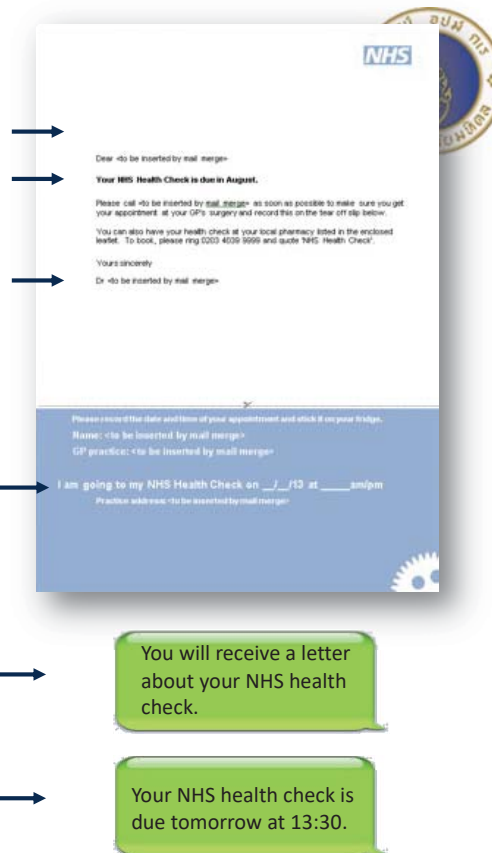 NHS
Dear <to be inserted by mail merge>
Your NHS Health Check is due in August.
Please call <to be inserted by mail merge> as soon as possible to make sure you get
your appointment at your GP's surgery and record this on the tear off slip below.
You can also have your health check at your local pharmacy listed in the enclosed
leaflet. To book, please ring 0203 4039 9999 and quote 'NHS Health Check'.
Yours sincerely
Dr <to be inserted by mail merge>
Please record the date and time of your appointment and stick it on your fridge.
Name: <to be inserted by mail merge>
GP practice: <to be inserted by mail merge>
I am going to my NHS Health Check on __/__/13 at _____am/pm
Practice address: <to be inserted by mail merge>
You will receive a letter
about your NHS health
check.
Your NHS health check is
due tomorrow at 13:30.